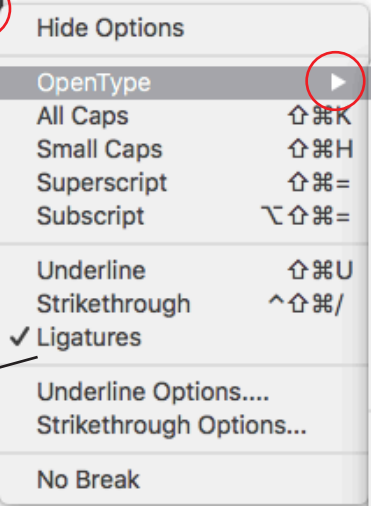 Hide Options
OpenType ▶
All Caps ⇧⌘K
Small Caps ⇧⌘H
Superscript ⇧⌘=
Subscript ⌥⇧⌘=
Underline ⇧⌘U
Strikethrough ^⇧⌘/
✓ Ligatures
Underline Options....
Strikethrough Options...
No Break